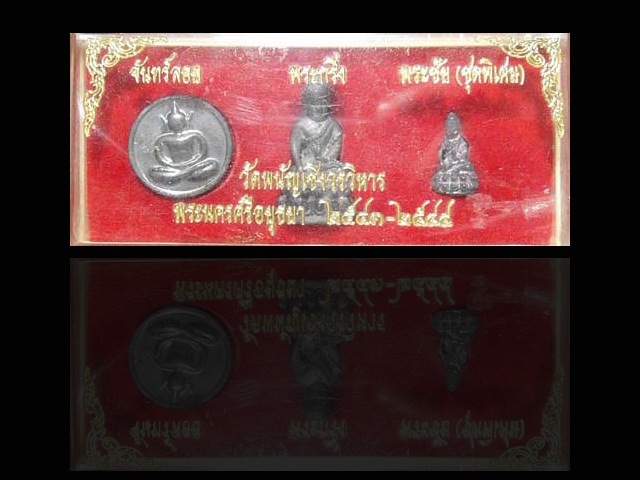 จันทร์ลอย พระกริ่ง พระชัย (ชุดพิเศษ)
วัดพนัญเชิงวรวิหาร
พระนครศรีอยุธยา ๒๕๔๓-๒๕๔๔